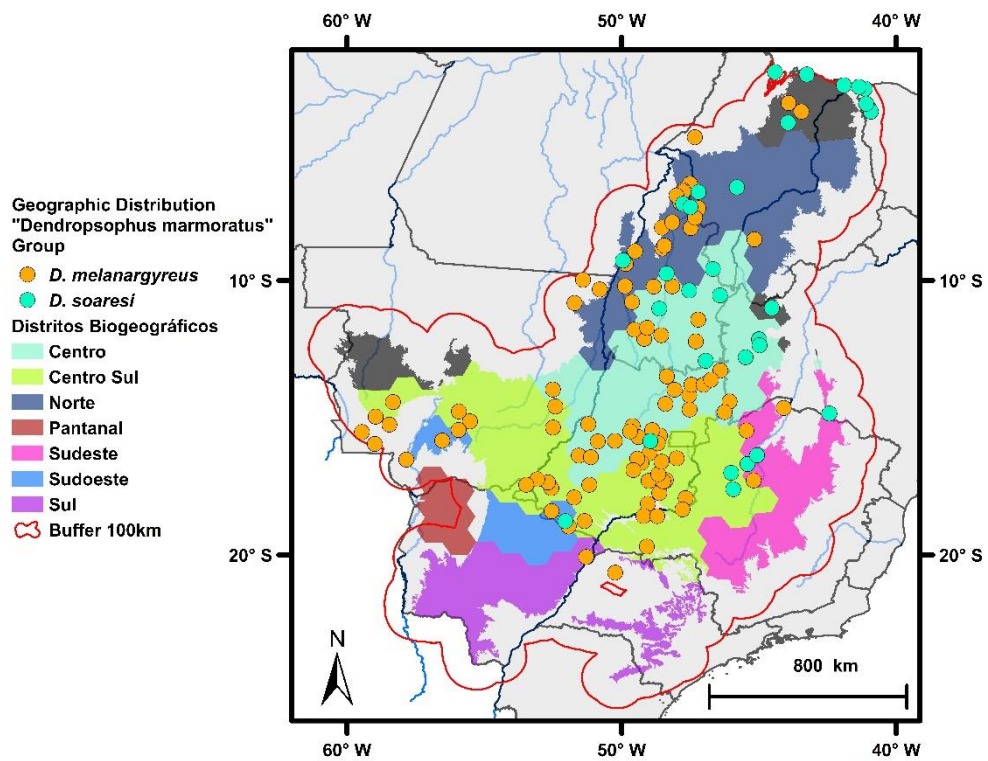 60° W 50° W 40° W
Geographic Distribution
"Dendropsophus marmoratus"
Group
D. melanargyreus
D. soaresi
Distritos Biogeográficos
Centro
Centro Sul
Norte
Pantanal
Sudeste
Sudoeste
Sul
Buffer 100km
10° S 10° S
20° S 20° S
N
800 km
60° W 50° W 40° W